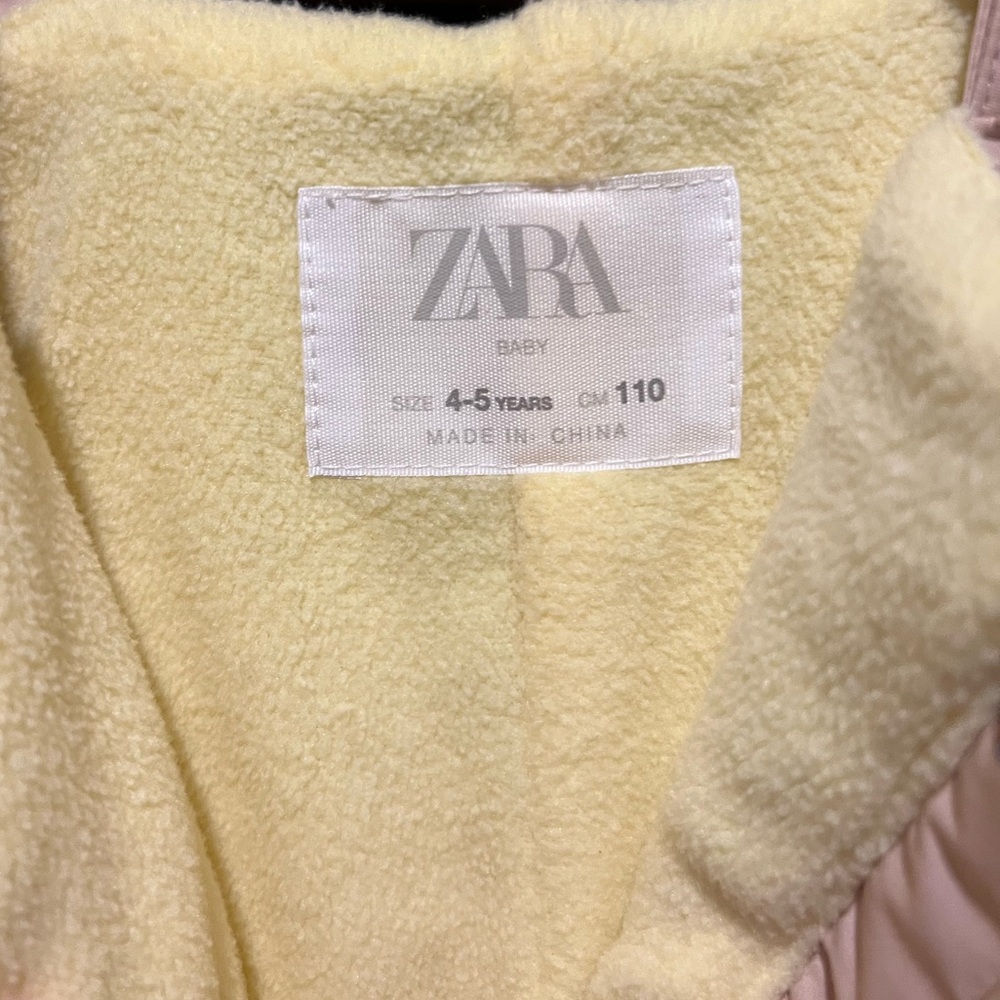 ZARA
BABY
SIZE 4-5 YEARS CM 110
MADE IN CHINA